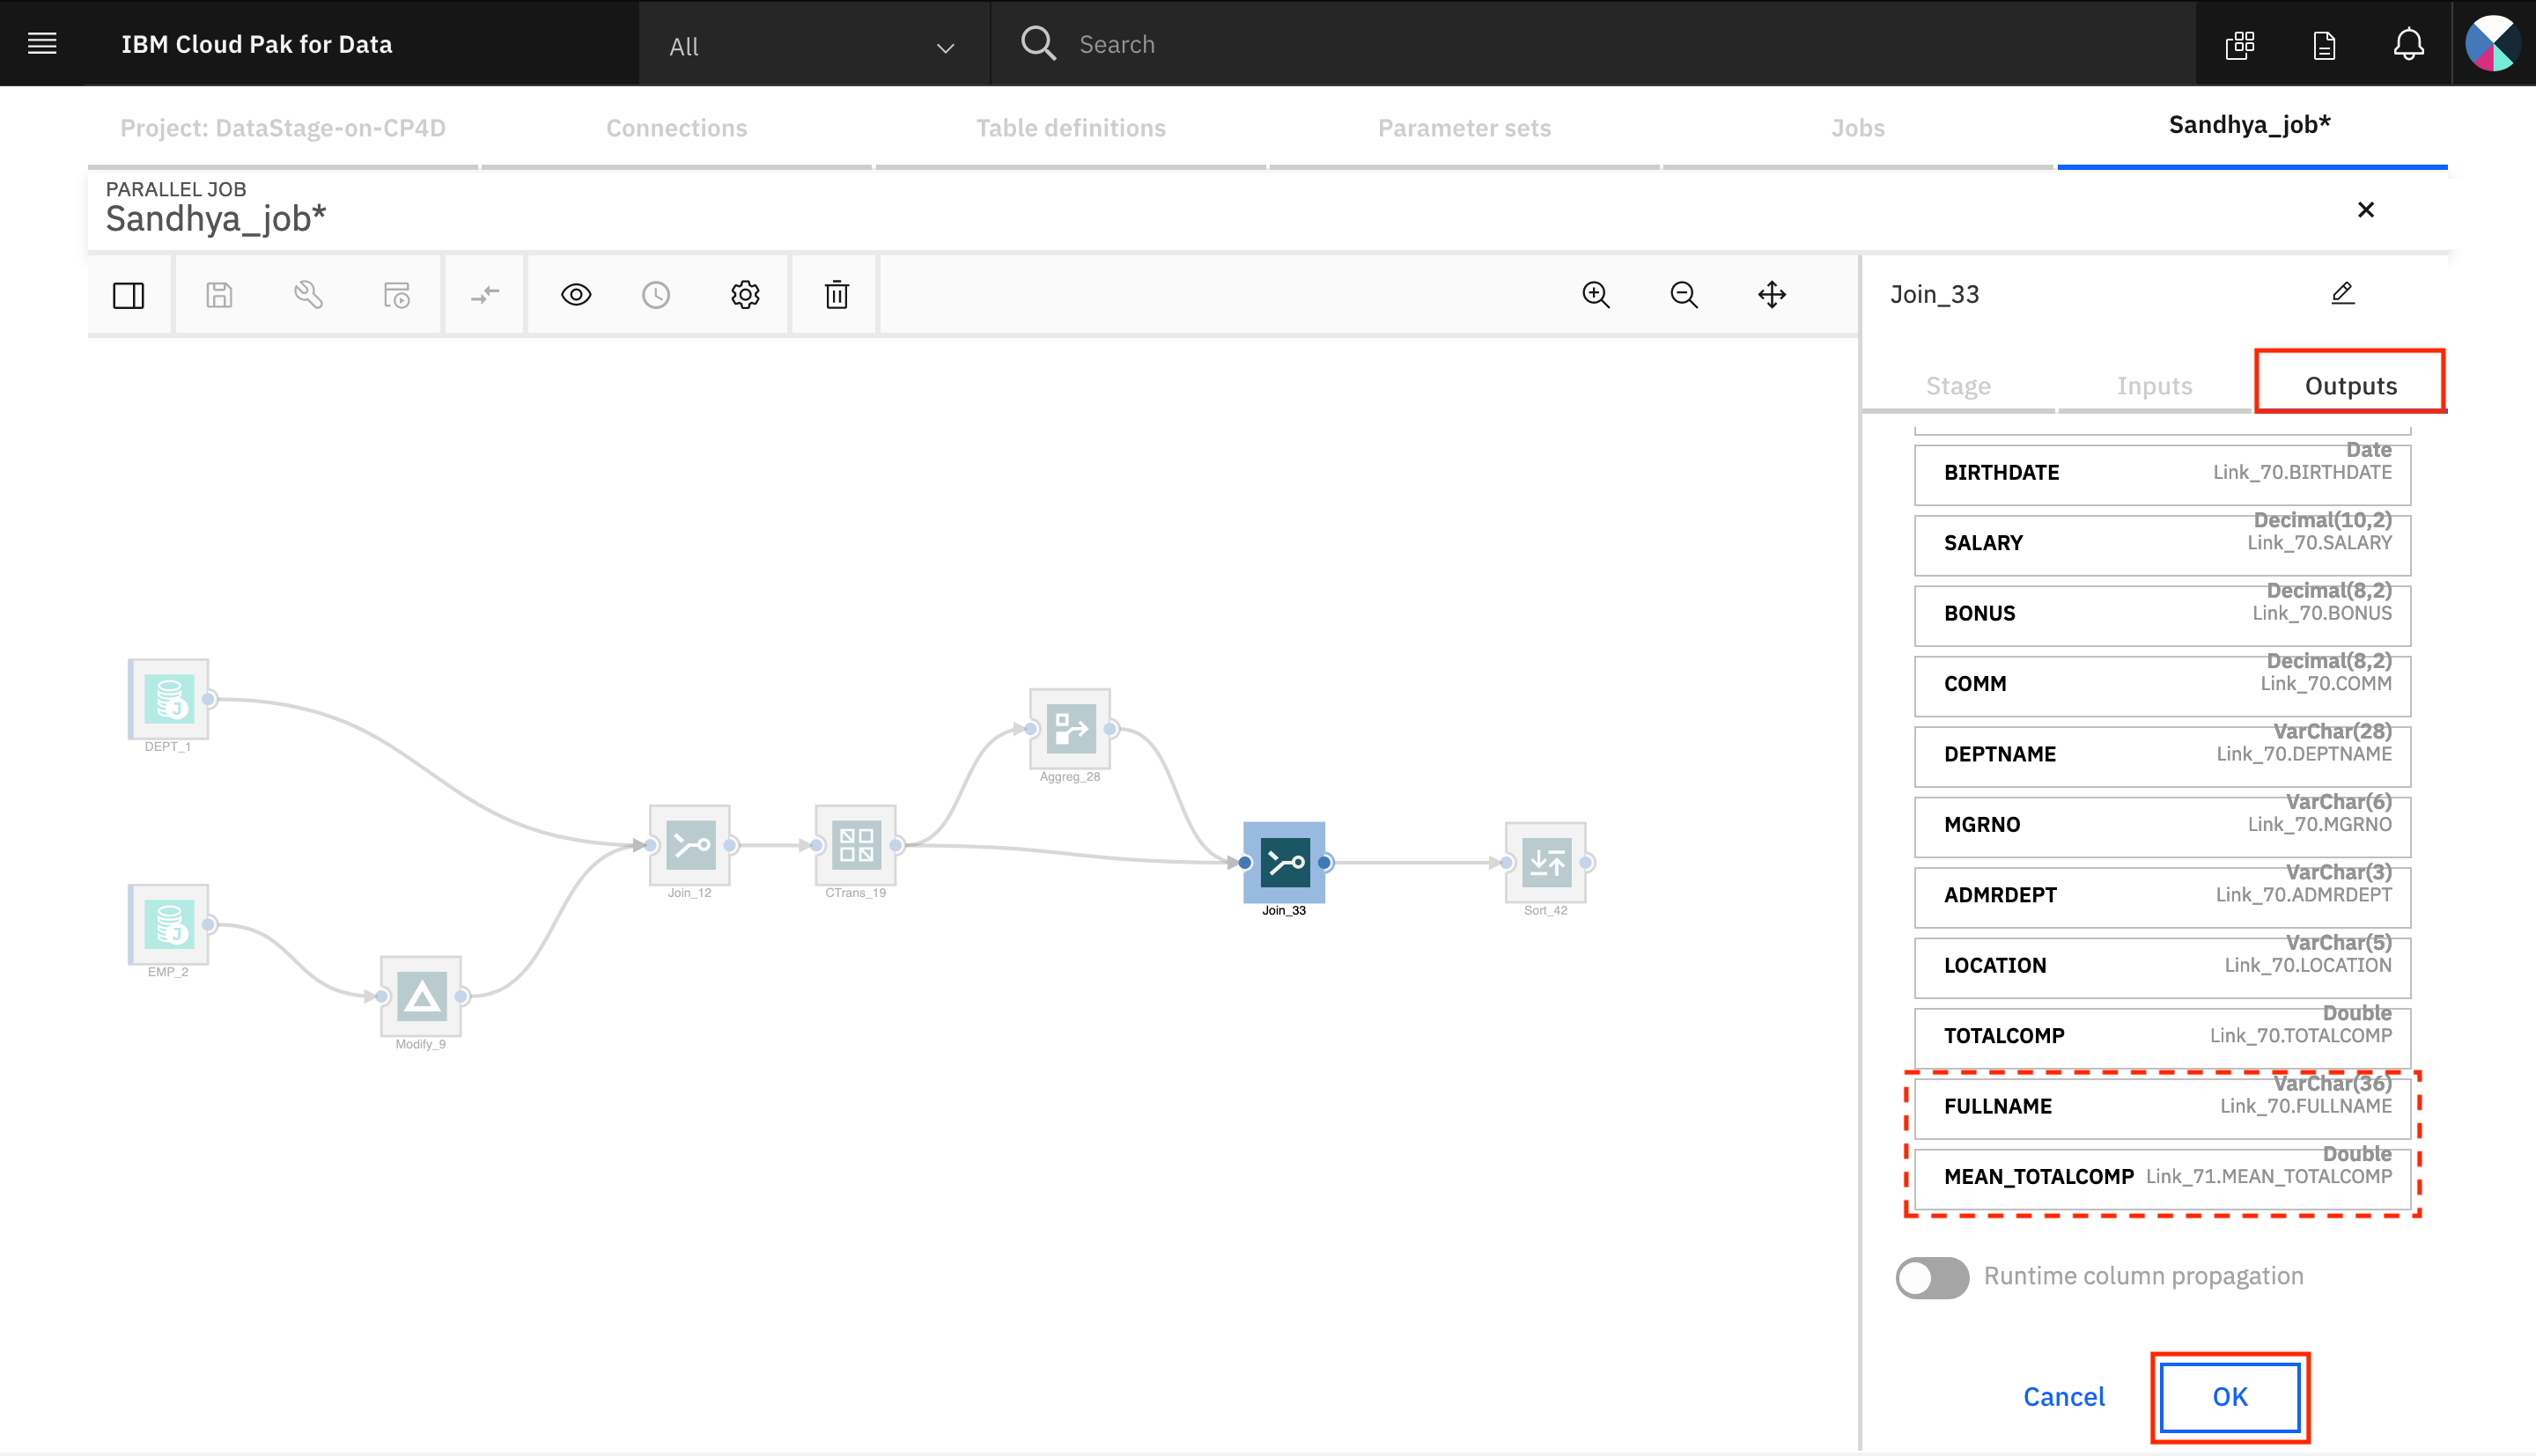 IBM Cloud Pak for Data
All
Search
Project: DataStage-on-CP4D
Connections
Table definitions
Parameter sets
Jobs
Sandhya_job*
PARALLEL JOB
Sandhya_job*
Join_33
Stage
Inputs
Outputs
Date
BIRTHDATE Link_70.BIRTHDATE
Decimal(10,2)
SALARY Link_70.SALARY
Decimal(8,2)
BONUS Link_70.BONUS
Decimal(8,2)
COMM Link_70.COMM
VarChar(28)
DEPTNAME Link_70.DEPTNAME
VarChar(6)
MGRNO Link_70.MGRNO
VarChar(3)
ADMRDEPT Link_70.ADMRDEPT
VarChar(5)
LOCATION Link_70.LOCATION
Double
TOTALCOMP Link_70.TOTALCOMP
VarChar(36)
FULLNAME Link_70.FULLNAME
Double
MEAN_TOTALCOMP Link_71.MEAN_TOTALCOMP
Runtime column propagation
Cancel
OK
DEPT_1
EMP_2
Modify_9
Join_12
CTrans_19
Aggreg_28
Join_33
Sort_42